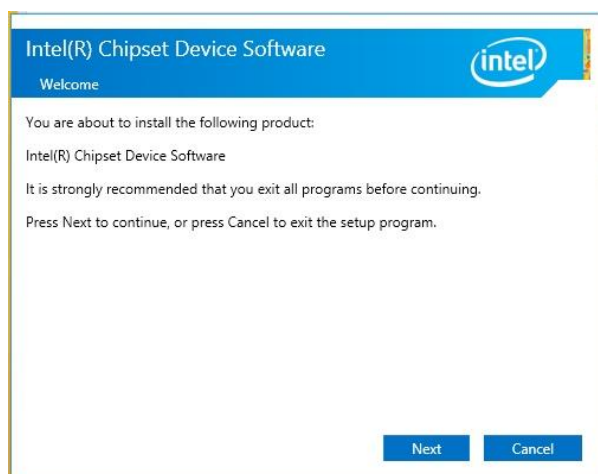 Intel(R) Chipset Device Software
intel
Welcome
You are about to install the following product:
Intel(R) Chipset Device Software
It is strongly recommended that you exit all programs before continuing.
Press Next to continue, or press Cancel to exit the setup program.
Next Cancel